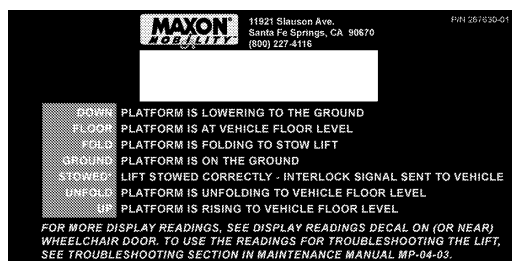 MAXON®
MOBILITY
11921 Slauson Ave.
Santa Fe Springs, CA 90670
(800) 227-4116
P/N 267630-01
DOWN PLATFORM IS LOWERING TO THE GROUND
FLOOR PLATFORM IS AT VEHICLE FLOOR LEVEL
FOLD PLATFORM IS FOLDING TO STOW LIFT
GROUND PLATFORM IS ON THE GROUND
STOWED* LIFT STOWED CORRECTLY - INTERLOCK SIGNAL SENT TO VEHICLE
UNFOLD PLATFORM IS UNFOLDING TO VEHICLE FLOOR LEVEL
UP PLATFORM IS RISING TO VEHICLE FLOOR LEVEL
FOR MORE DISPLAY READINGS, SEE DISPLAY READINGS DECAL ON (OR NEAR)
WHEELCHAIR DOOR. TO USE THE READINGS FOR TROUBLESHOOTING THE LIFT,
SEE TROUBLESHOOTING SECTION IN MAINTENANCE MANUAL MP-04-03.